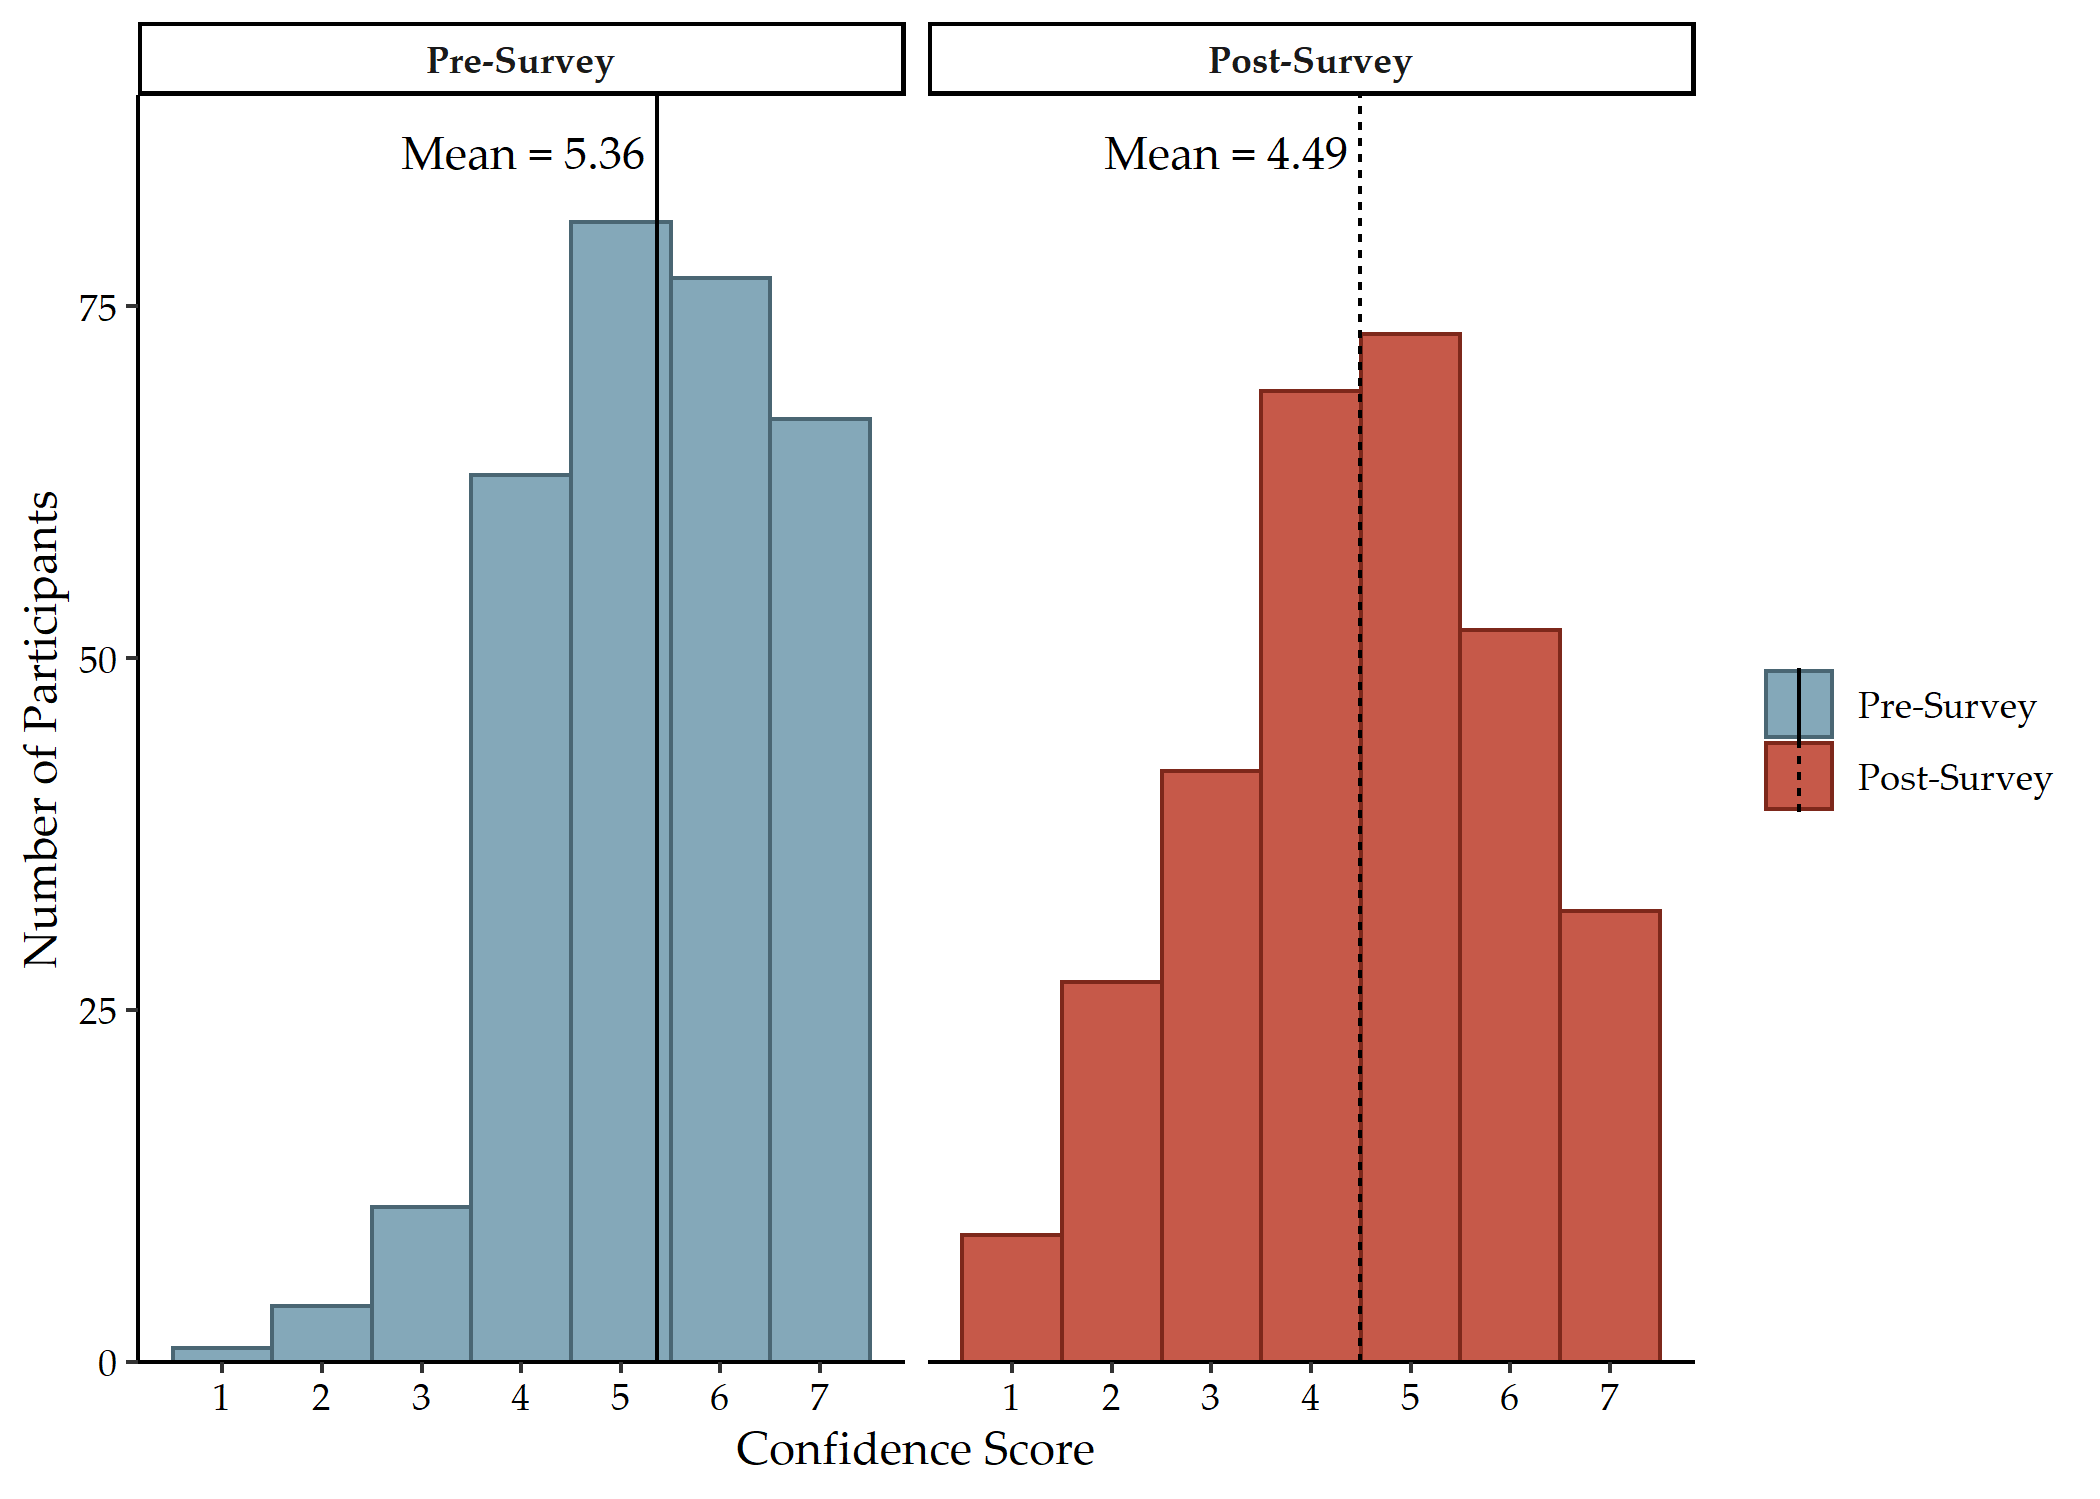 Pre-Survey
Post-Survey
Mean = 5.36
Mean = 4.49
75
50
25
0
Number of Participants
1 2 3 4 5 6 7
1 2 3 4 5 6 7
Confidence Score
Pre-Survey
Post-Survey